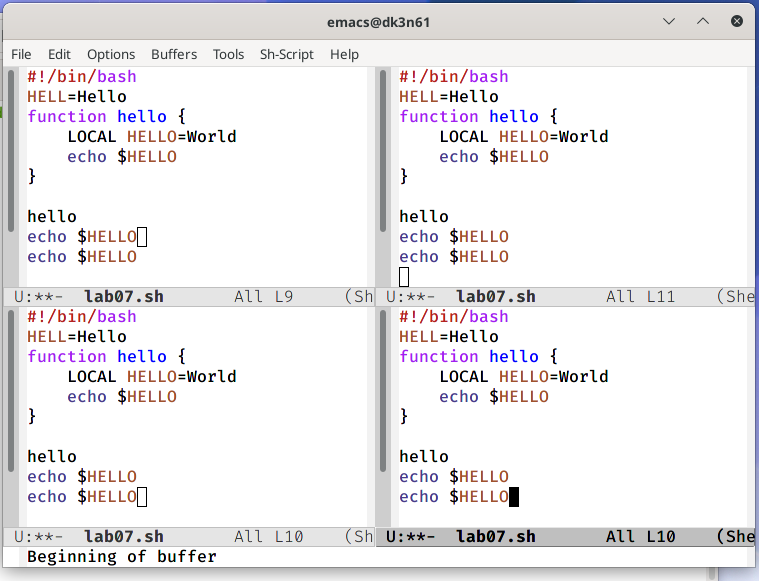 emacs@dk3n61
File Edit Options Buffers Tools Sh-Script Help
#!/bin/bash
HELL=Hello
function hello {
    LOCAL HELLO=World
    echo $HELLO
}
hello
echo $HELLO
echo $HELLO
U:**-  lab07.sh       All L9     (Sh
#!/bin/bash
HELL=Hello
function hello {
    LOCAL HELLO=World
    echo $HELLO
}
hello
echo $HELLO
echo $HELLO
U:**-  lab07.sh       All L11    (She
#!/bin/bash
HELL=Hello
function hello {
    LOCAL HELLO=World
    echo $HELLO
}
hello
echo $HELLO
echo $HELLO
U:**-  lab07.sh       All L10    (Sh
#!/bin/bash
HELL=Hello
function hello {
    LOCAL HELLO=World
    echo $HELLO
}
hello
echo $HELLO
echo $HELLO
U:**-  lab07.sh       All L10    (She
Beginning of buffer